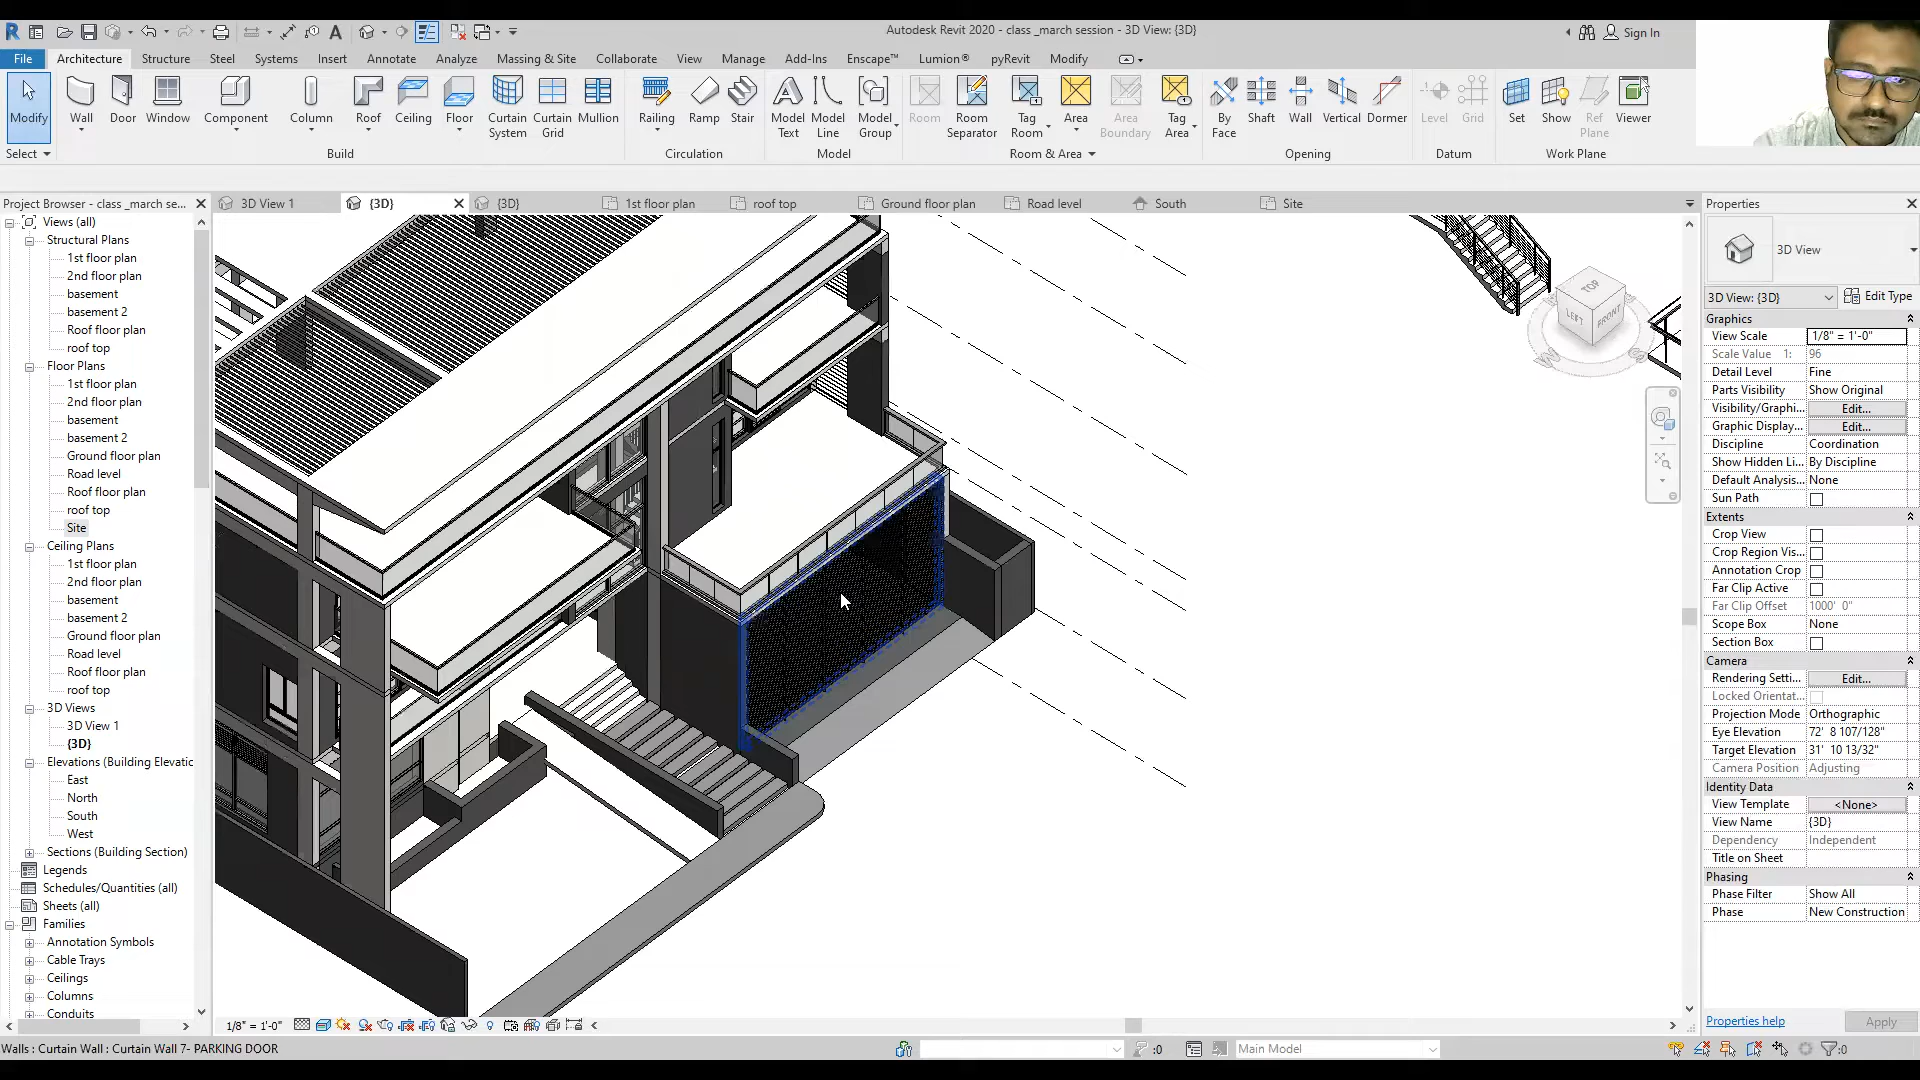 Autodesk Revit 2020 - class _march session - 3D View: {3D}
Sign In
File Architecture Structure Steel Systems Insert Annotate Analyze Massing & Site Collaborate View Manage Add-Ins Enscape™ Lumion® pyRevit Modify
Modify Wall Door Window Component Column Roof Ceiling Floor Curtain System Curtain Grid Mullion Railing Ramp Stair Model Text Model Line Model Group Room Room Separator Tag Room Area Area Boundary Tag Area By Face Shaft Wall Vertical Dormer Level Grid Set Show Ref Plane Viewer
Select Build Circulation Model Room & Area Opening Datum Work Plane
Project Browser - class _march se...
3D View 1 {3D} {3D} 1st floor plan roof top Ground floor plan Road level South Site
Views (all)
Structural Plans
1st floor plan
2nd floor plan
basement
basement 2
Roof floor plan
roof top
Floor Plans
1st floor plan
2nd floor plan
basement
basement 2
Ground floor plan
Road level
Roof floor plan
roof top
Site
Ceiling Plans
1st floor plan
2nd floor plan
basement
basement 2
Ground floor plan
Road level
Roof floor plan
roof top
3D Views
3D View 1
{3D}
Elevations (Building Elevatic
East
North
South
West
Sections (Building Section)
Legends
Schedules/Quantities (all)
Sheets (all)
Families
Annotation Symbols
Cable Trays
Ceilings
Columns
Conduits
TOP
LEFT FRONT
W S
Properties
3D View
3D View: {3D} Edit Type
Graphics
View Scale 1/8" = 1'-0"
Scale Value 1: 96
Detail Level Fine
Parts Visibility Show Original
Visibility/Graphi... Edit...
Graphic Display... Edit...
Discipline Coordination
Show Hidden Li... By Discipline
Default Analysis... None
Sun Path
Extents
Crop View
Crop Region Vis...
Annotation Crop
Far Clip Active
Far Clip Offset 1000' 0"
Scope Box None
Section Box
Camera
Rendering Setti... Edit...
Locked Orientat...
Projection Mode Orthographic
Eye Elevation 72' 8 107/128"
Target Elevation 31' 10 13/32"
Camera Position Adjusting
Identity Data
View Template <None>
View Name {3D}
Dependency Independent
Title on Sheet
Phasing
Phase Filter Show All
Phase New Construction
Properties help Apply
1/8" = 1'-0"
Walls : Curtain Wall : Curtain Wall 7- PARKING DOOR
:0 Main Model :0